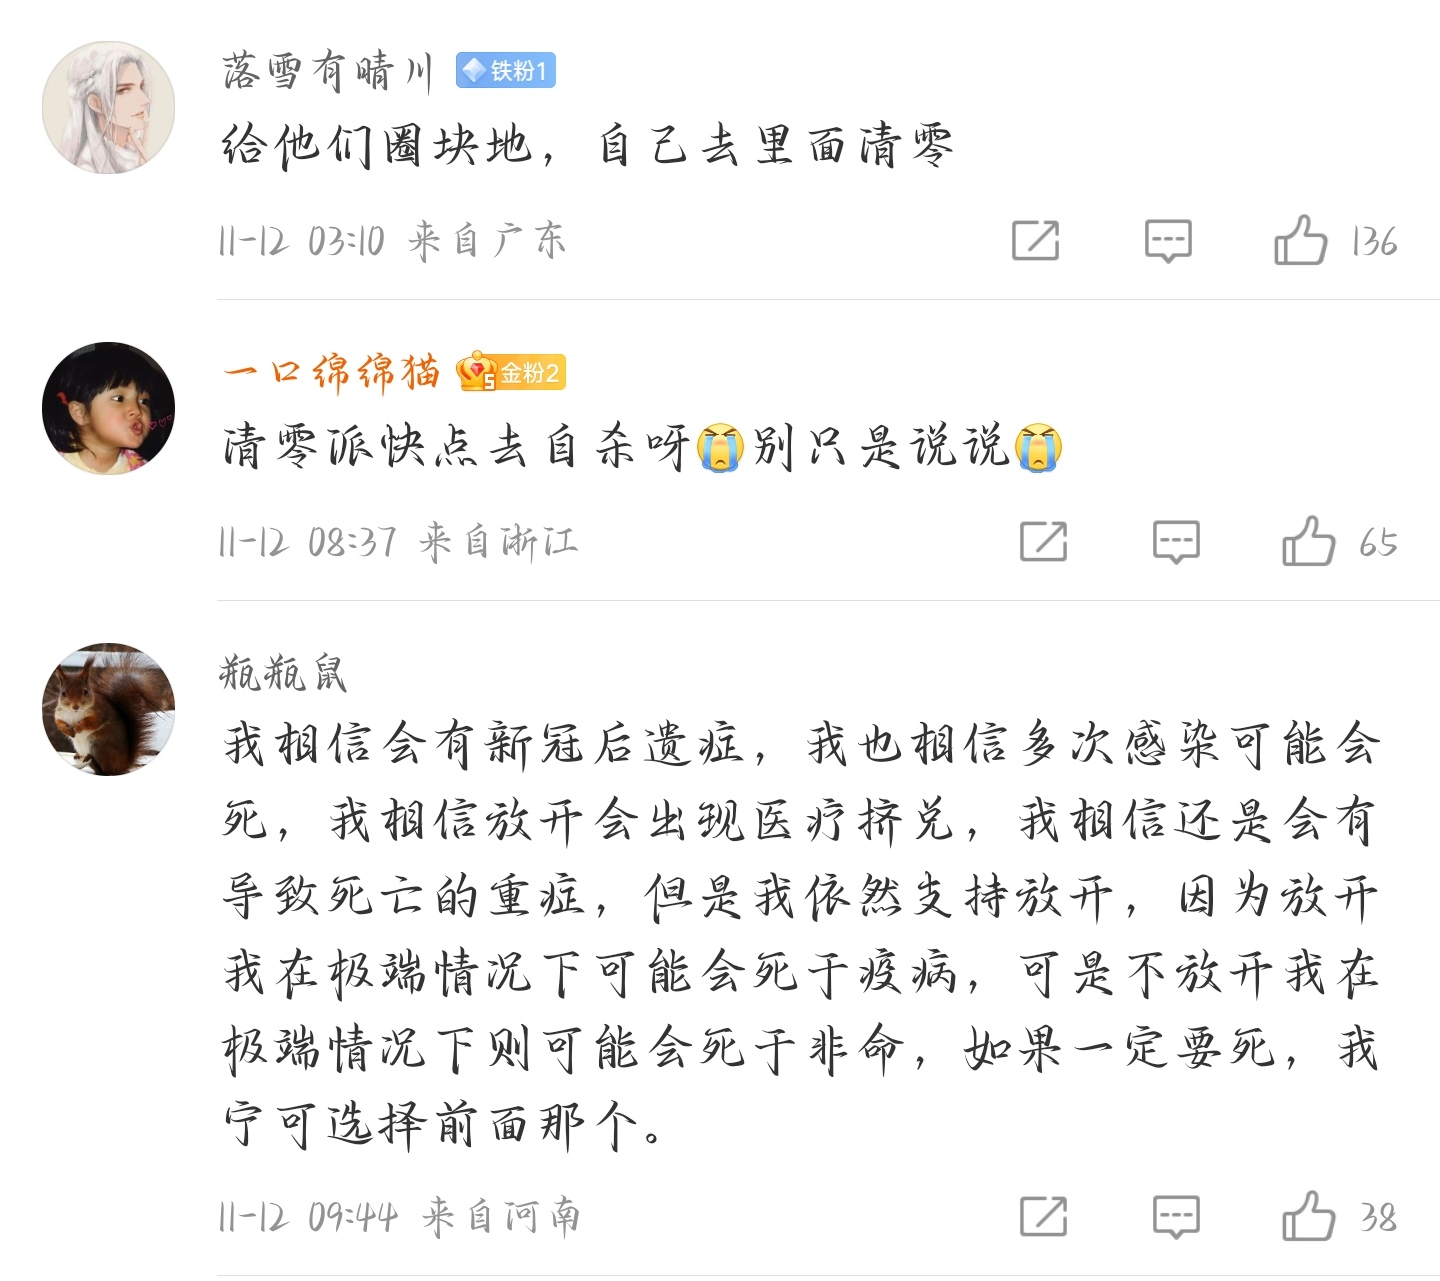 落雪有晴川 铁粉1
给他们圈块地，自己去里面清零
11-12 03:10 来自广东 136
一口绵绵猫 5 金粉2
清零派快点去自杀呀😭别只是说说😭
11-12 08:37 来自浙江 65
瓶瓶鼠
我相信会有新冠后遗症，我也相信多次感染可能会
死，我相信放开会出现医疗挤兑，我相信还是会有
导致死亡的重症，但是我依然支持放开，因为放开
我在极端情况下可能会死于疫病，可是不放开我在
极端情况下则可能会死于非命，如果一定要死，我
宁可选择前面那个。
11-12 09:44 来自河南 38